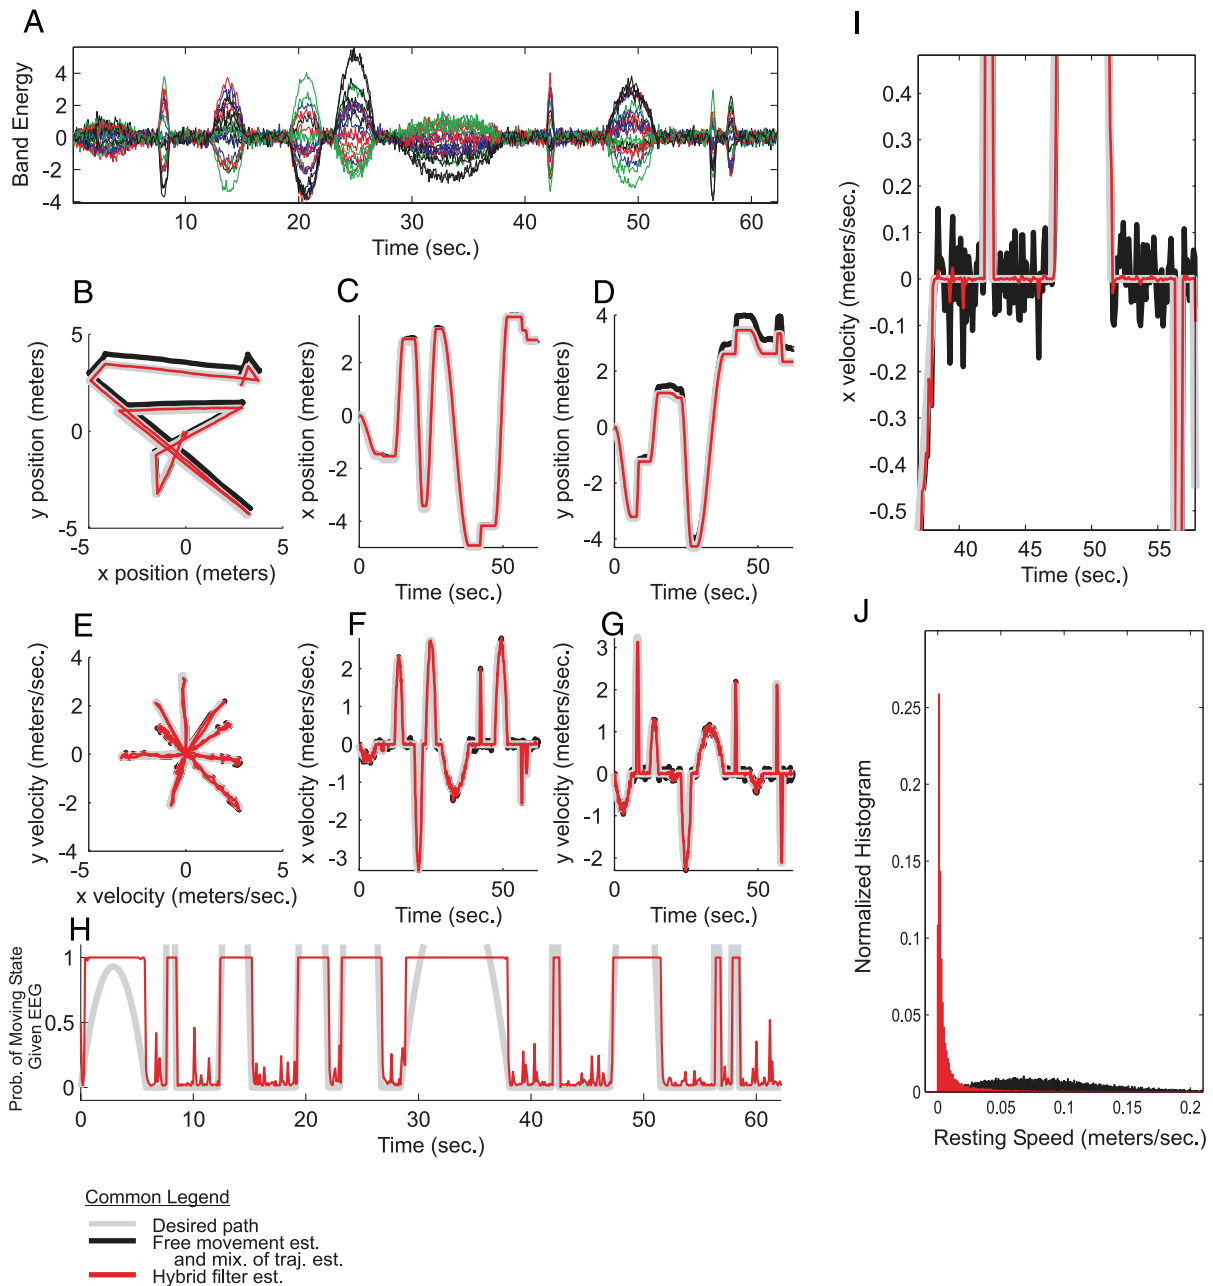 A
Band Energy
4
2
0
-2
-4
10
20
30
40
50
60
Time (sec.)
B
y position (meters)
5
0
-5
-5
0
5
x position (meters)
C
x position (meters)
2
0
-2
-4
0
50
Time (sec.)
D
y position (meters)
4
2
0
-2
-4
0
50
Time (sec.)
E
y velocity (meters/sec.)
4
2
0
-2
-4
-5
0
5
x velocity (meters/sec.)
F
x velocity (meters/sec.)
2
1
0
-1
-2
-3
0
50
Time (sec.)
G
y velocity (meters/sec.)
3
2
1
0
-1
-2
0
50
Time (sec.)
H
Prob. of Moving State
Given EEG
1
0.5
0
0
10
20
30
40
50
60
Time (sec.)
I
x velocity (meters/sec.)
0.4
0.3
0.2
0.1
0
-0.1
-0.2
-0.3
-0.4
-0.5
40
45
50
55
Time (sec.)
J
Normalized Histogram
0.25
0.2
0.15
0.1
0.05
0
0
0.05
0.1
0.15
0.2
Resting Speed (meters/sec.)
Common Legend
Desired path
Free movement est.
and mix. of traj. est.
Hybrid filter est.